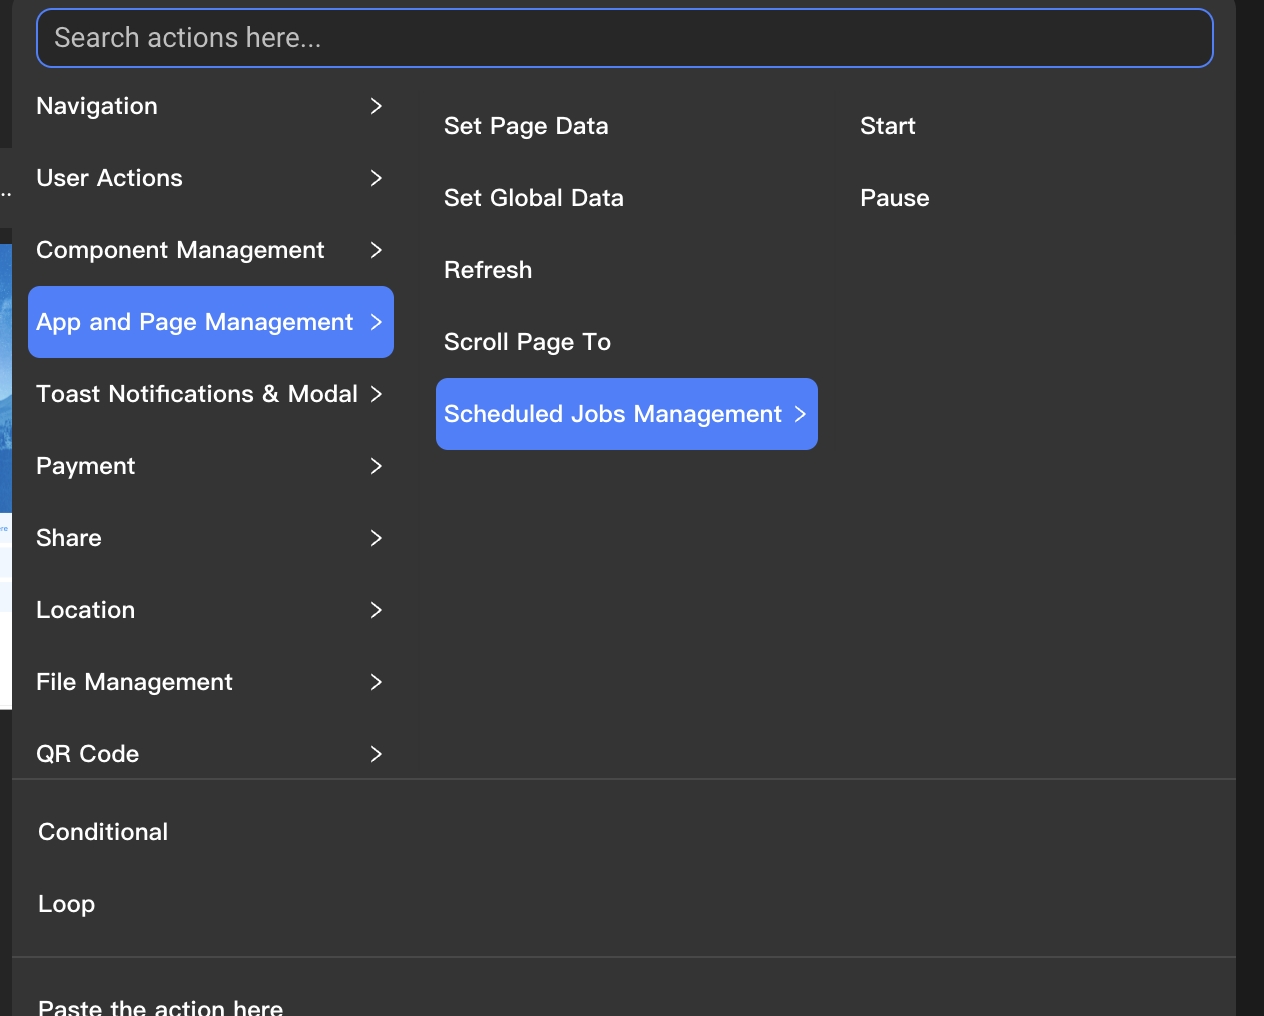 Search actions here...
Navigation
User Actions
Component Management
App and Page Management
Toast Notifications & Modal
Payment
Share
Location
File Management
QR Code
Set Page Data
Set Global Data
Refresh
Scroll Page To
Scheduled Jobs Management
Start
Pause
Conditional
Loop
Paste the action here